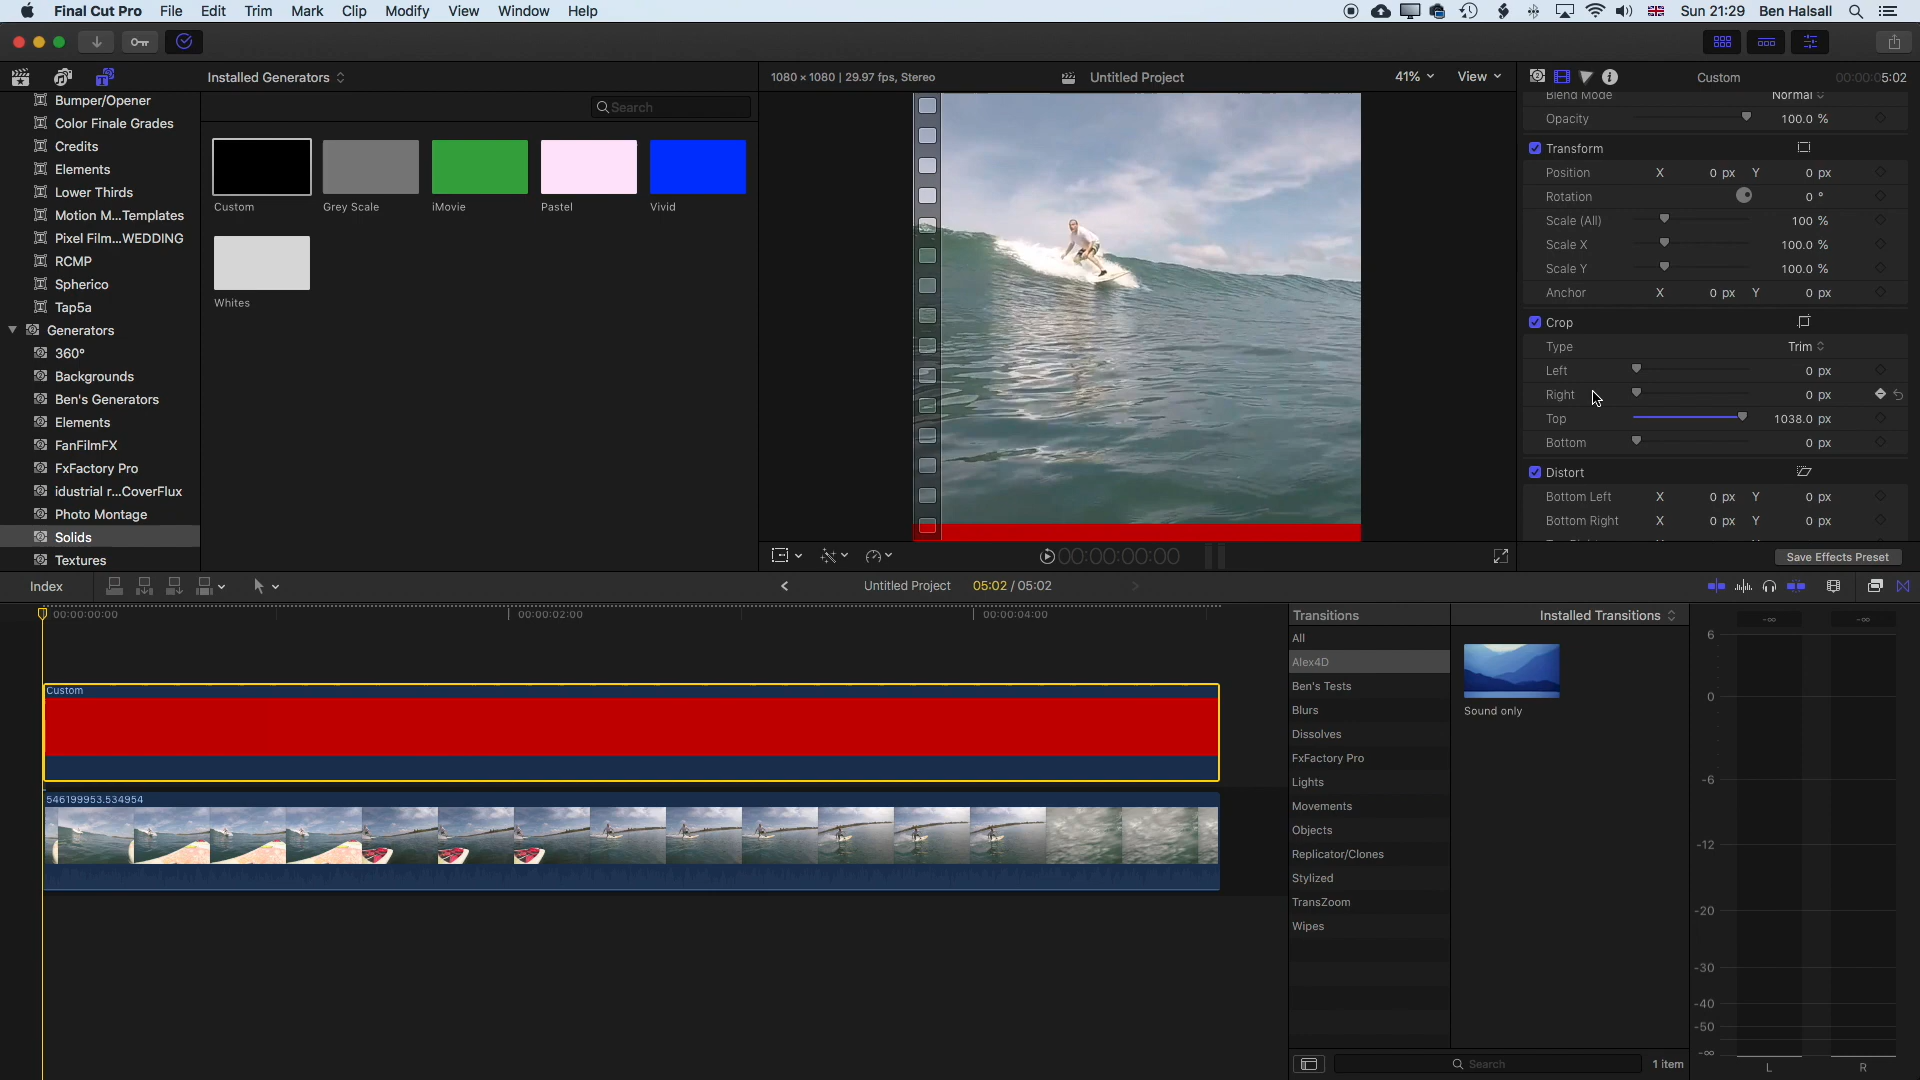 Final Cut Pro File Edit Trim Mark Clip Modify View Window Help Sun 21:29 Ben Halsall
Installed Generators
1080 × 1080 | 29.97 fps, Stereo
Untitled Project
41% View
Custom
00:00:05:02
Search
Bumper/Opener
Color Finale Grades
Credits
Elements
Lower Thirds
Motion M...Templates
Pixel Film...WEDDING
RCMP
Spherico
Tap5a
Generators
360°
Backgrounds
Ben's Generators
Elements
FanFilmFX
FxFactory Pro
idustrial r...CoverFlux
Photo Montage
Solids
Textures
Custom
Grey Scale
iMovie
Pastel
Vivid
Whites
Blend Mode Normal
Opacity 100.0 %
Transform
Position X 0 px Y 0 px
Rotation 0 °
Scale (All) 100 %
Scale X 100.0 %
Scale Y 100.0 %
Anchor X 0 px Y 0 px
Crop
Type Trim
Left 0 px
Right 0 px
Top 1038.0 px
Bottom 0 px
Distort
Bottom Left X 0 px Y 0 px
Bottom Right X 0 px Y 0 px
00:00:00:00
Save Effects Preset
Index
Untitled Project 05:02 / 05:02
00:00:00:00
00:00:02:00
00:00:04:00
Custom
546199953.534954
Transitions
All
Alex4D
Ben's Tests
Blurs
Dissolves
FxFactory Pro
Lights
Movements
Objects
Replicator/Clones
Stylized
TransZoom
Wipes
Installed Transitions
Sound only
Search
1 item
-∞ -∞
6
0
-6
-12
-20
-30
-40
-50
-∞
L R